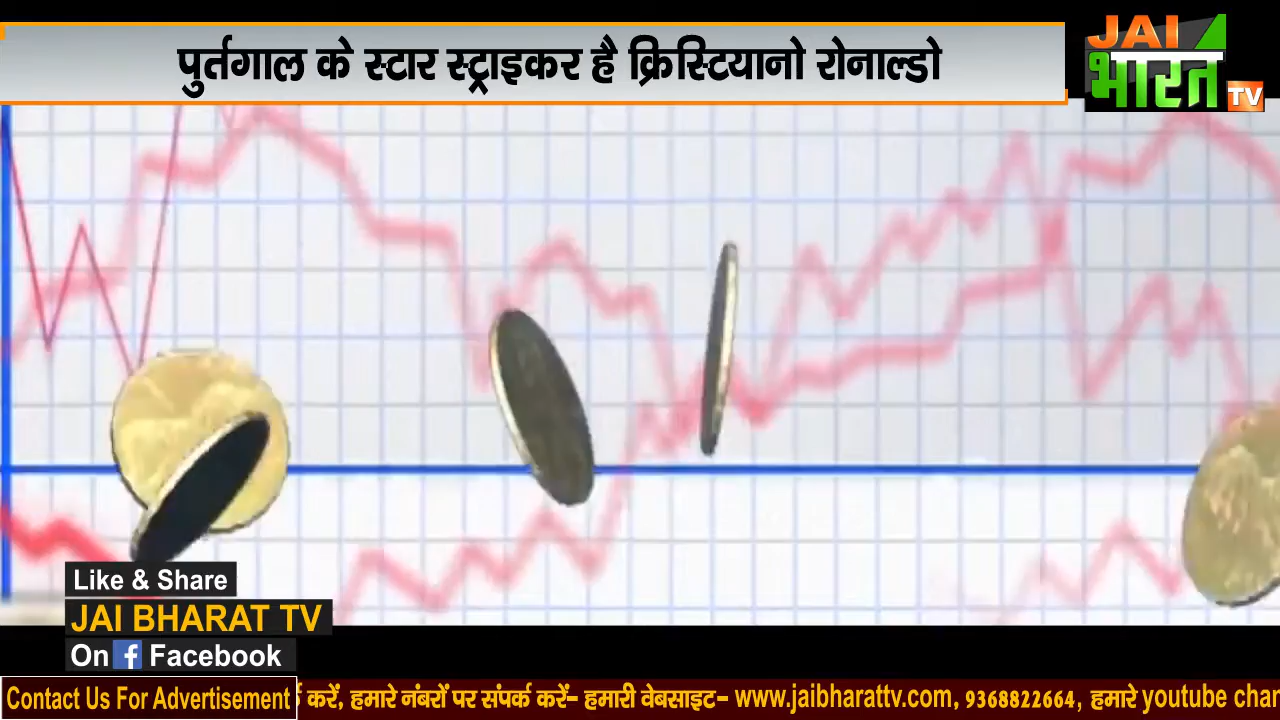 पुर्तगाल के स्टार स्ट्राइकर है क्रिस्टियानो रोनाल्डो
JAI
भारत
TV
Like & Share
JAI BHARAT TV
On f Facebook
Contact Us For Advertisement
करें, हमारे नंबरों पर संपर्क करें- हमारी वेबसाइट- www.jaibharattv.com, 9368822664, हमारे youtube